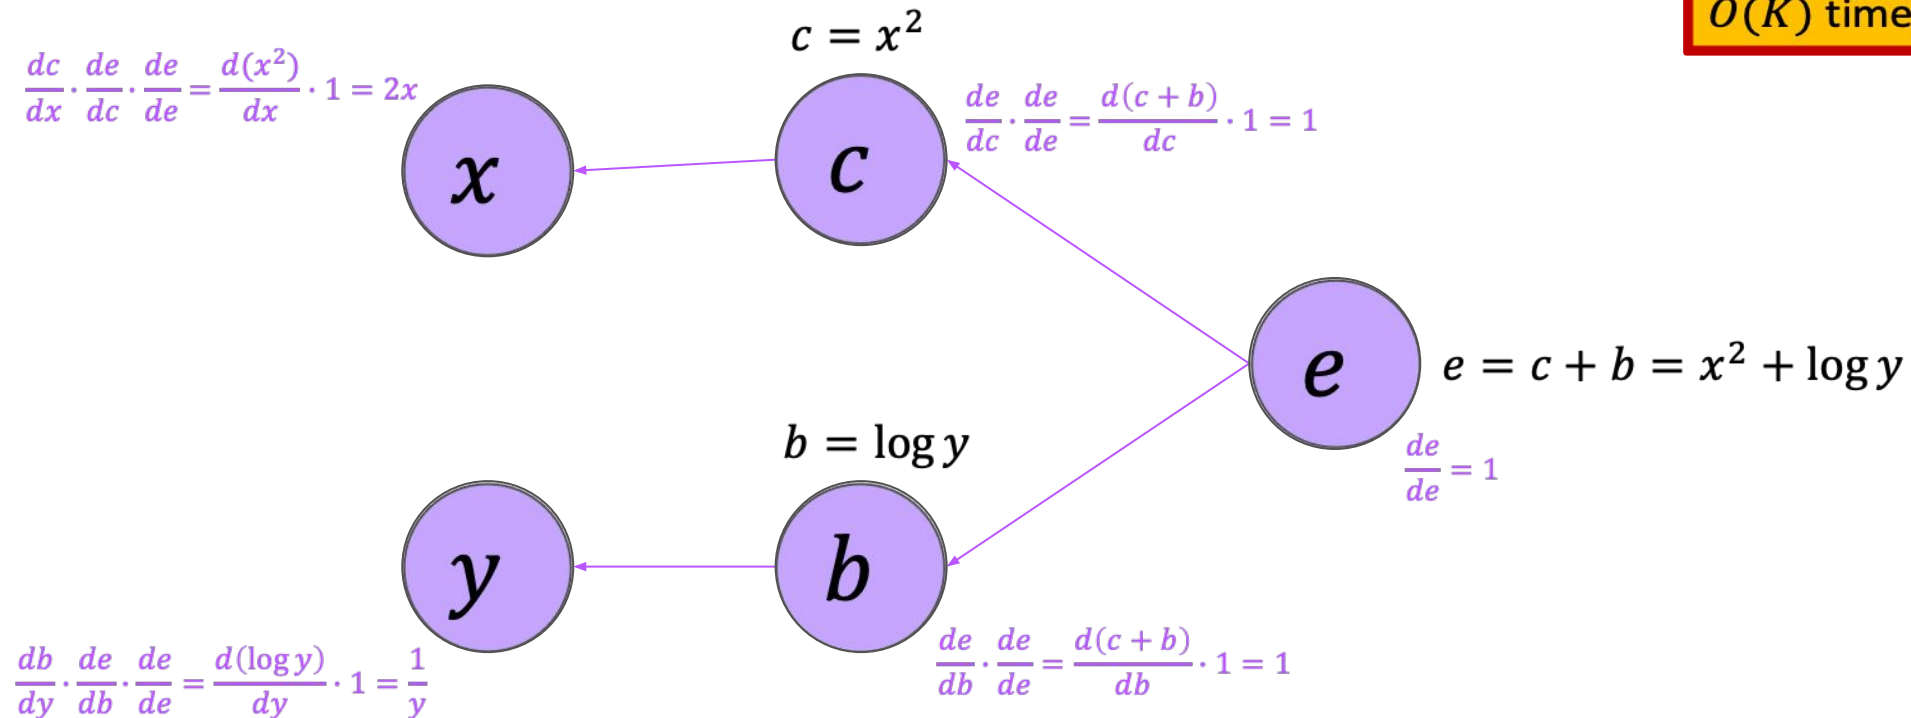 O(K) time
c = x²
dc/dx · de/dc · de/de = d(x²)/dx · 1 = 2x
x
c
de/dc · de/de = d(c + b)/dc · 1 = 1
e
e = c + b = x² + log y
de/de = 1
b = log y
y
b
db/dy · de/db · de/de = d(log y)/dy · 1 = 1/y
de/db · de/de = d(c + b)/db · 1 = 1